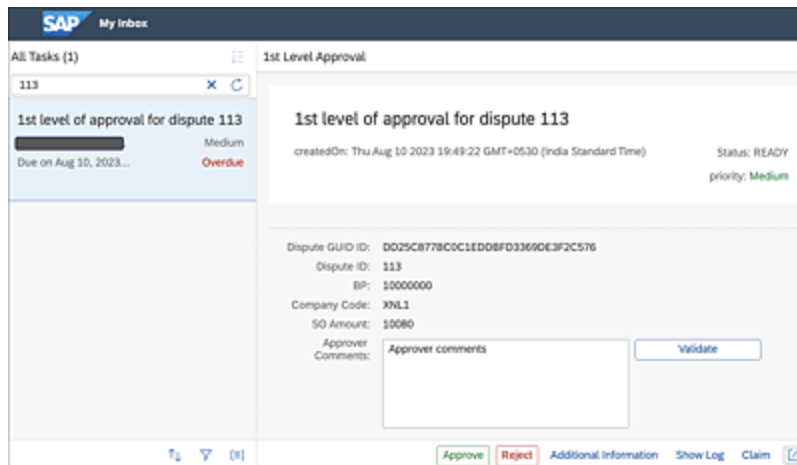 SAP My Inbox
All Tasks (1)
113
1st level of approval for dispute 113
Medium
Due on Aug 10, 2023... Overdue
1st Level Approval
1st level of approval for dispute 113
createdOn: Thu Aug 10 2023 19:49:22 GMT+0530 (India Standard Time)
Status: READY
priority: Medium
Dispute GUID ID:
Dispute ID: 113
BP: 10000000
Company Code: XNL1
SO Amount: 10080
Approver
Comments:
Approver comments
Validate
Approve Reject Additional Information Show Log Claim